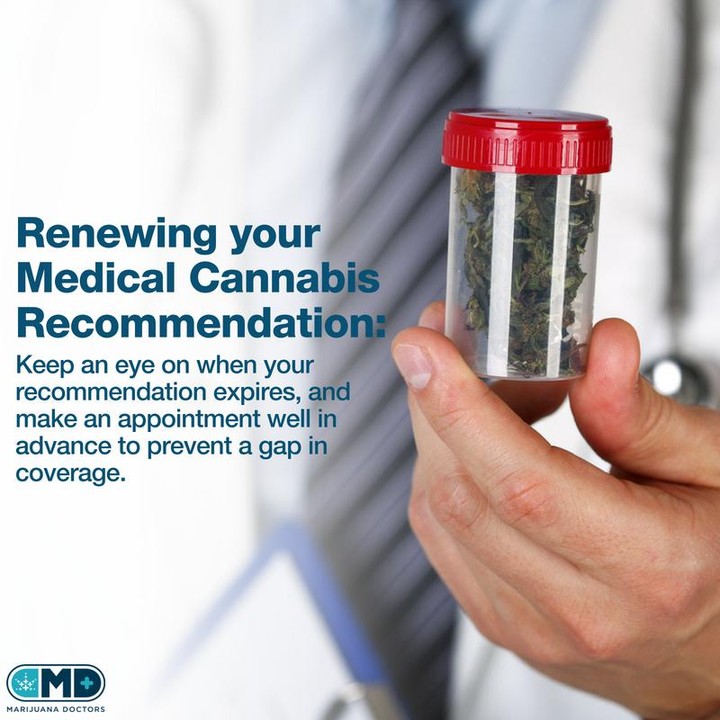 Renewing your
Medical Cannabis
Recommendation:
Keep an eye on when your
recommendation expires, and
make an appointment well in
advance to prevent a gap in
coverage.
MD
MARIJUANA DOCTORS